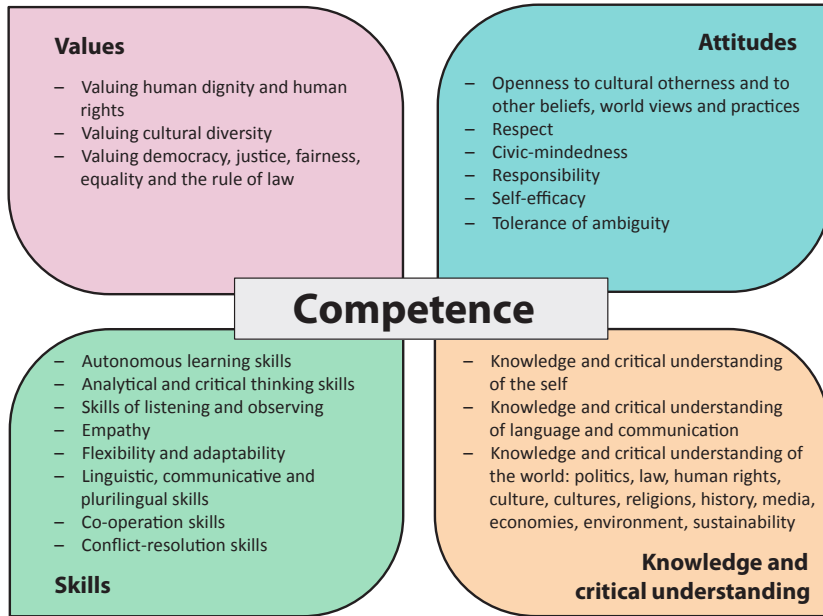 Values
– Valuing human dignity and human
rights
– Valuing cultural diversity
– Valuing democracy, justice, fairness,
equality and the rule of law
Attitudes
– Openness to cultural otherness and to
other beliefs, world views and practices
– Respect
– Civic-mindedness
– Responsibility
– Self-efficacy
– Tolerance of ambiguity
Competence
– Autonomous learning skills
– Analytical and critical thinking skills
– Skills of listening and observing
– Empathy
– Flexibility and adaptability
– Linguistic, communicative and
plurilingual skills
– Co-operation skills
– Conflict-resolution skills
Skills
– Knowledge and critical understanding
of the self
– Knowledge and critical understanding
of language and communication
– Knowledge and critical understanding of
the world: politics, law, human rights,
culture, cultures, religions, history, media,
economies, environment, sustainability
Knowledge and
critical understanding